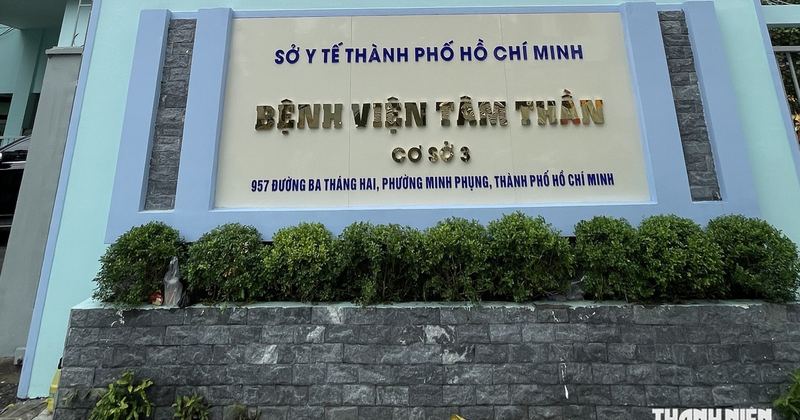 SỞ Y TẾ THÀNH PHỐ HỒ CHÍ MINH
BỆNH VIỆN TÂM THẦN
CƠ SỞ 3
957 ĐƯỜNG BA THÁNG HAI, PHƯỜNG MINH PHỤNG, THÀNH PHỐ HỒ CHÍ MINH
THANH NIÊN